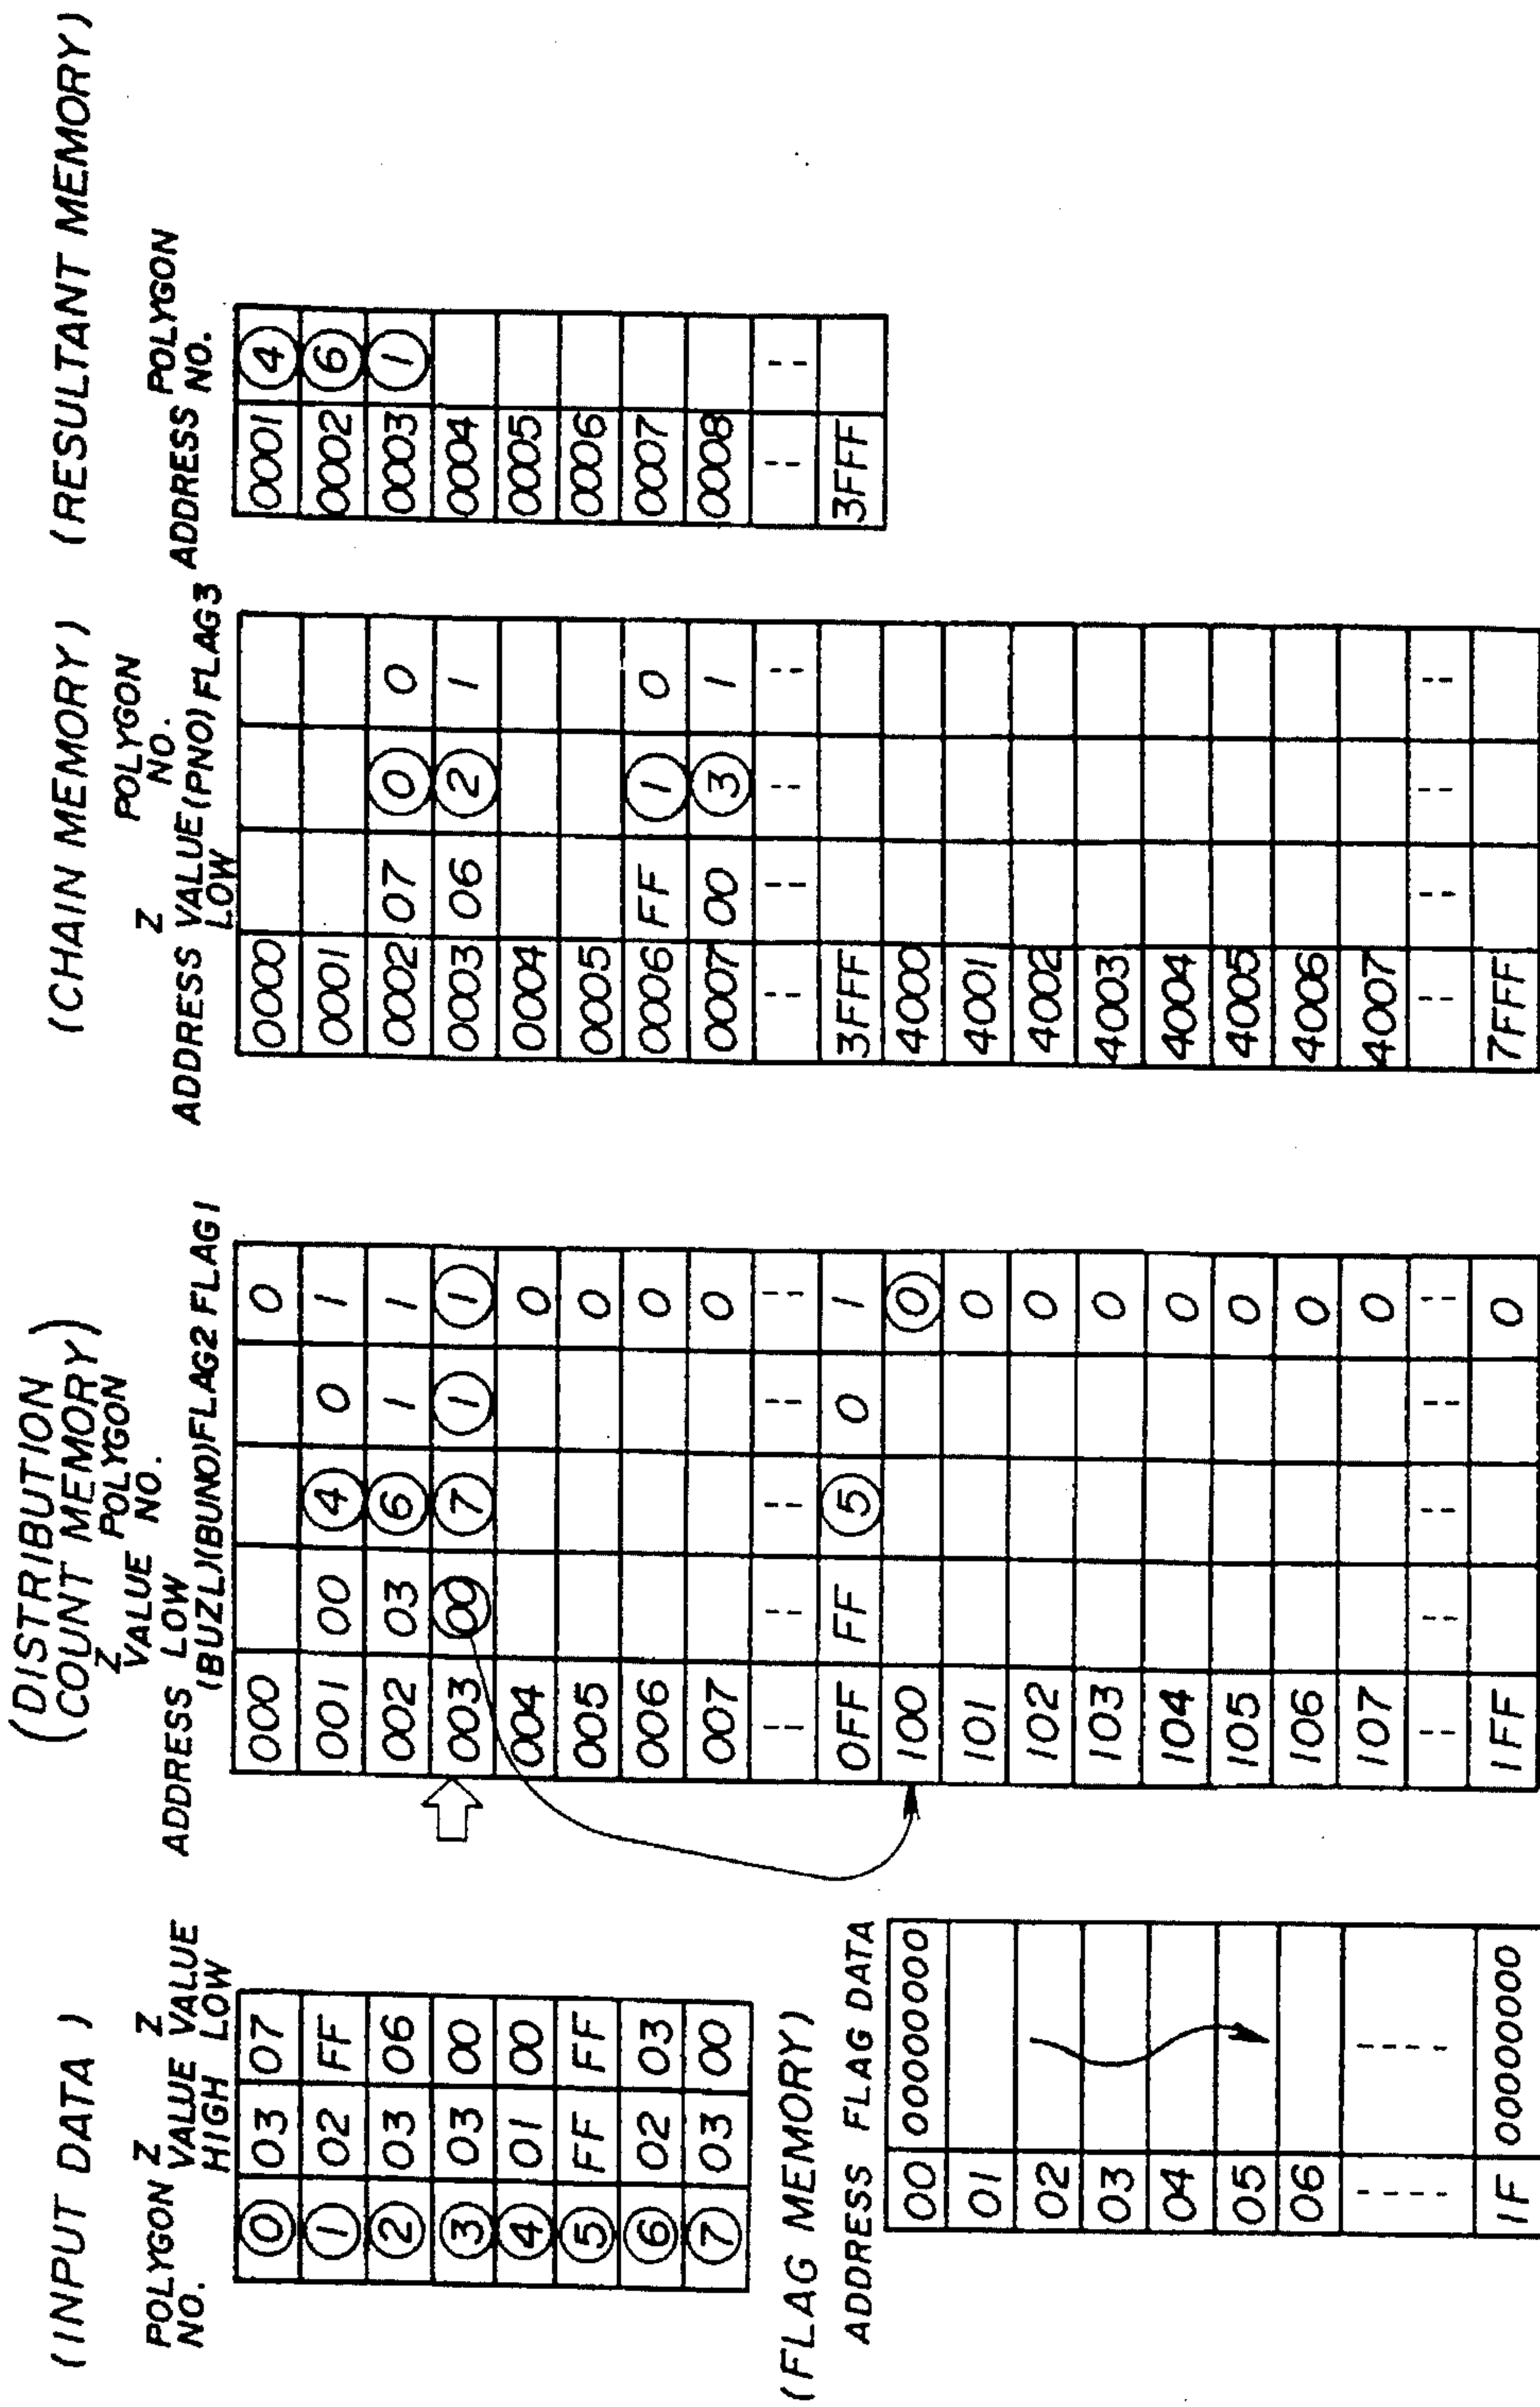 (INPUT DATA)
POLYGON NO. Z VALUE HIGH Z VALUE LOW
0 03 07
1 02 FF
2 03 06
3 03 00
4 01 00
5 FF FF
6 02 03
7 03 00
(FLAG MEMORY)
ADDRESS FLAG DATA
00 00000000
01
02
03
04
05
06
---- ----
1F 00000000
(DISTRIBUTION
COUNT MEMORY)
ADDRESS Z VALUE LOW (BUZL) POLYGON NO. (BUNO) FLAG2 FLAG1
000 0
001 00 4 0 1
002 03 6 1 1
003 00 7 1 1
004 0
005 0
006 0
007 0
-- -- -- -- --
0FF FF 5 0 1
100 0
101 0
102 0
103 0
104 0
105 0
106 0
107 0
-- -- -- -- --
1FF 0
(CHAIN MEMORY)
ADDRESS Z VALUE LOW POLYGON NO. (PNO) FLAG3
0000
0001
0002 07 0 0
0003 06 2 1
0004
0005
0006 FF 1 0
0007 00 3 1
-- -- -- --
3FFF
4000
4001
4002
4003
4004
4005
4006
4007
-- -- -- --
7FFF
(RESULTANT MEMORY)
ADDRESS POLYGON NO.
0001 4
0002 6
0003 1
0004
0005
0006
0007
0008
-- --
3FFF